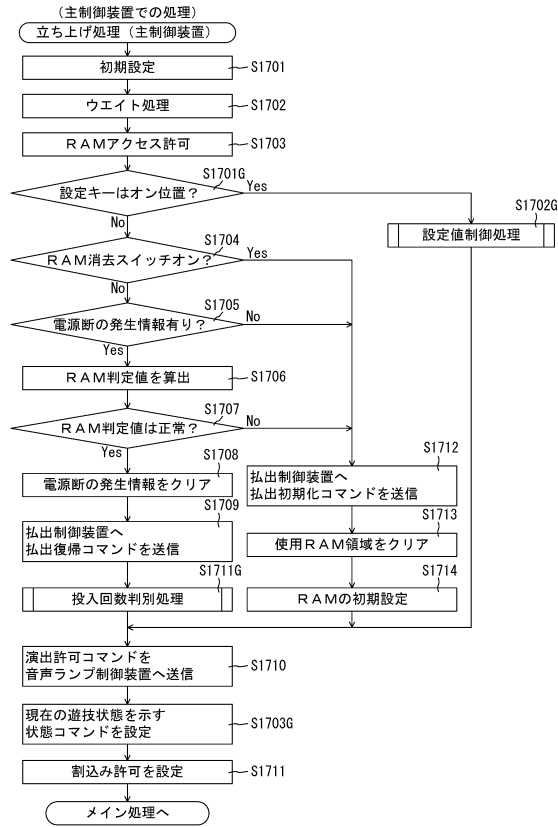 （主制御装置での処理）
立ち上げ処理（主制御装置）
初期設定
S1701
ウエイト処理
S1702
ＲＡＭアクセス許可
S1703
設定キーはオン位置？
S1701G
Yes
No
設定値制御処理
S1702G
ＲＡＭ消去スイッチオン？
S1704
Yes
No
電源断の発生情報有り？
S1705
No
Yes
ＲＡＭ判定値を算出
S1706
ＲＡＭ判定値は正常？
S1707
No
Yes
電源断の発生情報をクリア
S1708
払出制御装置へ
払出復帰コマンドを送信
S1709
投入回数判別処理
S1711G
払出制御装置へ
払出初期化コマンドを送信
S1712
使用ＲＡＭ領域をクリア
S1713
ＲＡＭの初期設定
S1714
演出許可コマンドを
音声ランプ制御装置へ送信
S1710
現在の遊技状態を示す
状態コマンドを設定
S1703G
割込み許可を設定
S1711
メイン処理へ